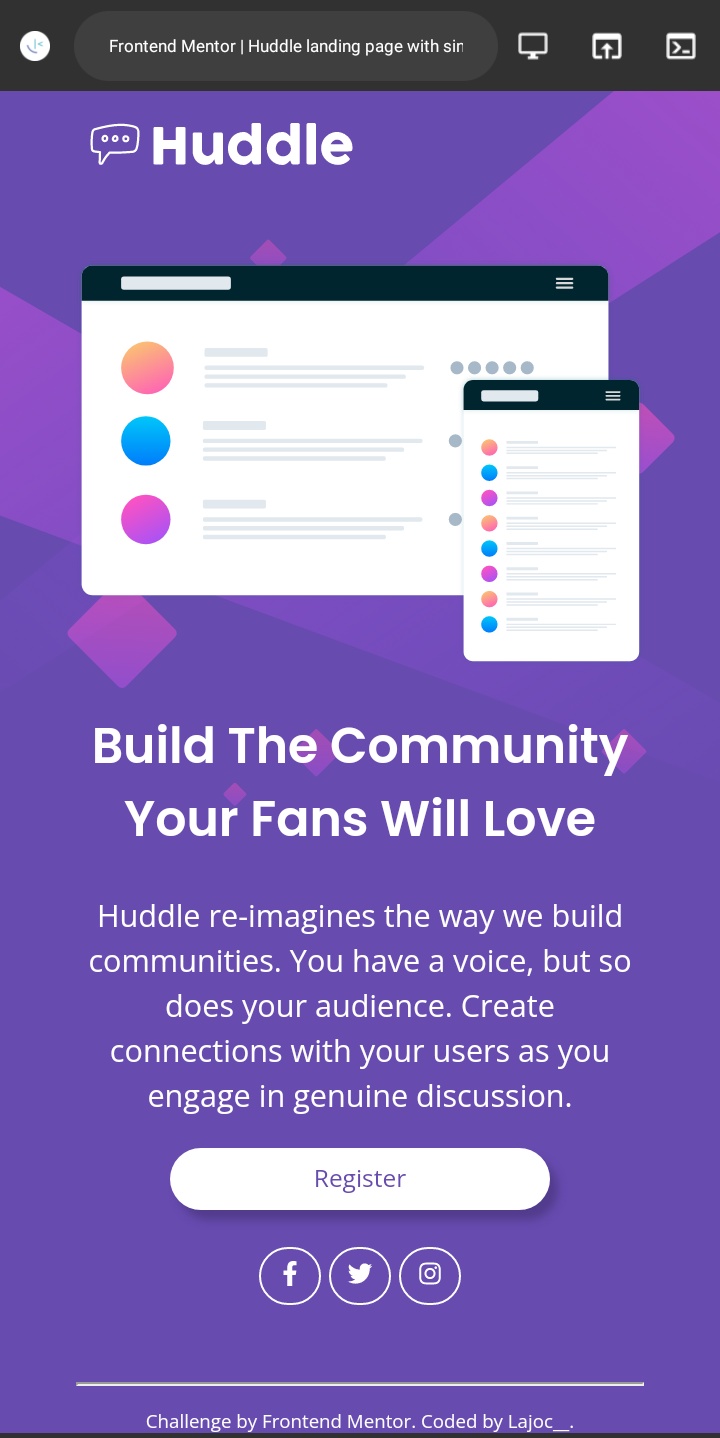 Frontend Mentor | Huddle landing page with sin
Huddle
Build The Community
Your Fans Will Love
Huddle re-imagines the way we build
communities. You have a voice, but so
does your audience. Create
connections with your users as you
engage in genuine discussion.
Register
Challenge by Frontend Mentor. Coded by Lajoc__.